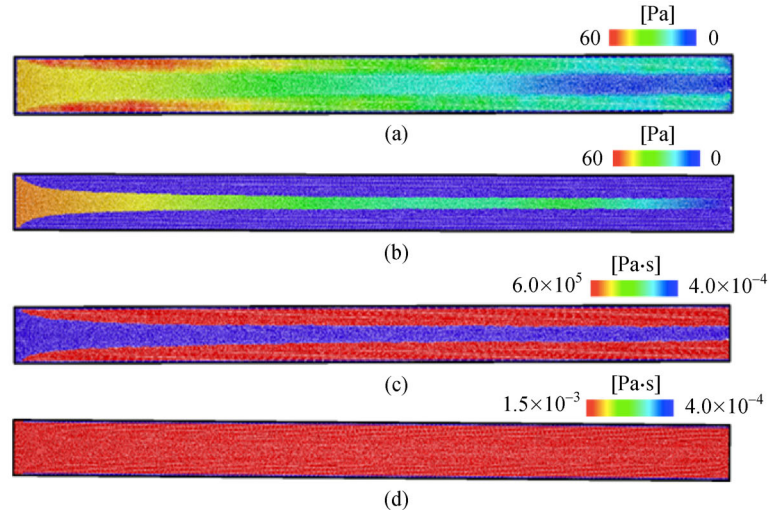 [Pa]
60 0
(a)
[Pa]
60 0
(b)
[Pa·s]
6.0×10⁵ 4.0×10⁻⁴
(c)
[Pa·s]
1.5×10⁻³ 4.0×10⁻⁴
(d)